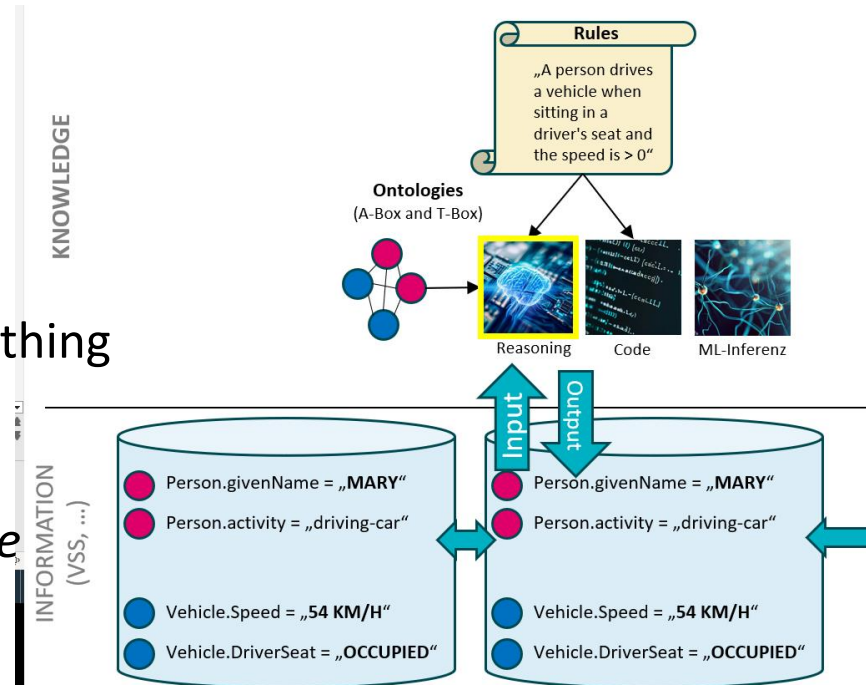 Rules
„A person drives
a vehicle when
sitting in a
driver's seat and
the speed is > 0“
KNOWLEDGE
Ontologies
(A-Box and T-Box)
thing
Reasoning
Code
ML-Inferenz
Input
Output
INFORMATION
(VSS, ...)
e
Person.givenName = „MARY“
Person.activity = „driving-car“
Vehicle.Speed = „54 KM/H“
Vehicle.DriverSeat = „OCCUPIED“
Person.givenName = „MARY“
Person.activity = „driving-car“
Vehicle.Speed = „54 KM/H“
Vehicle.DriverSeat = „OCCUPIED“